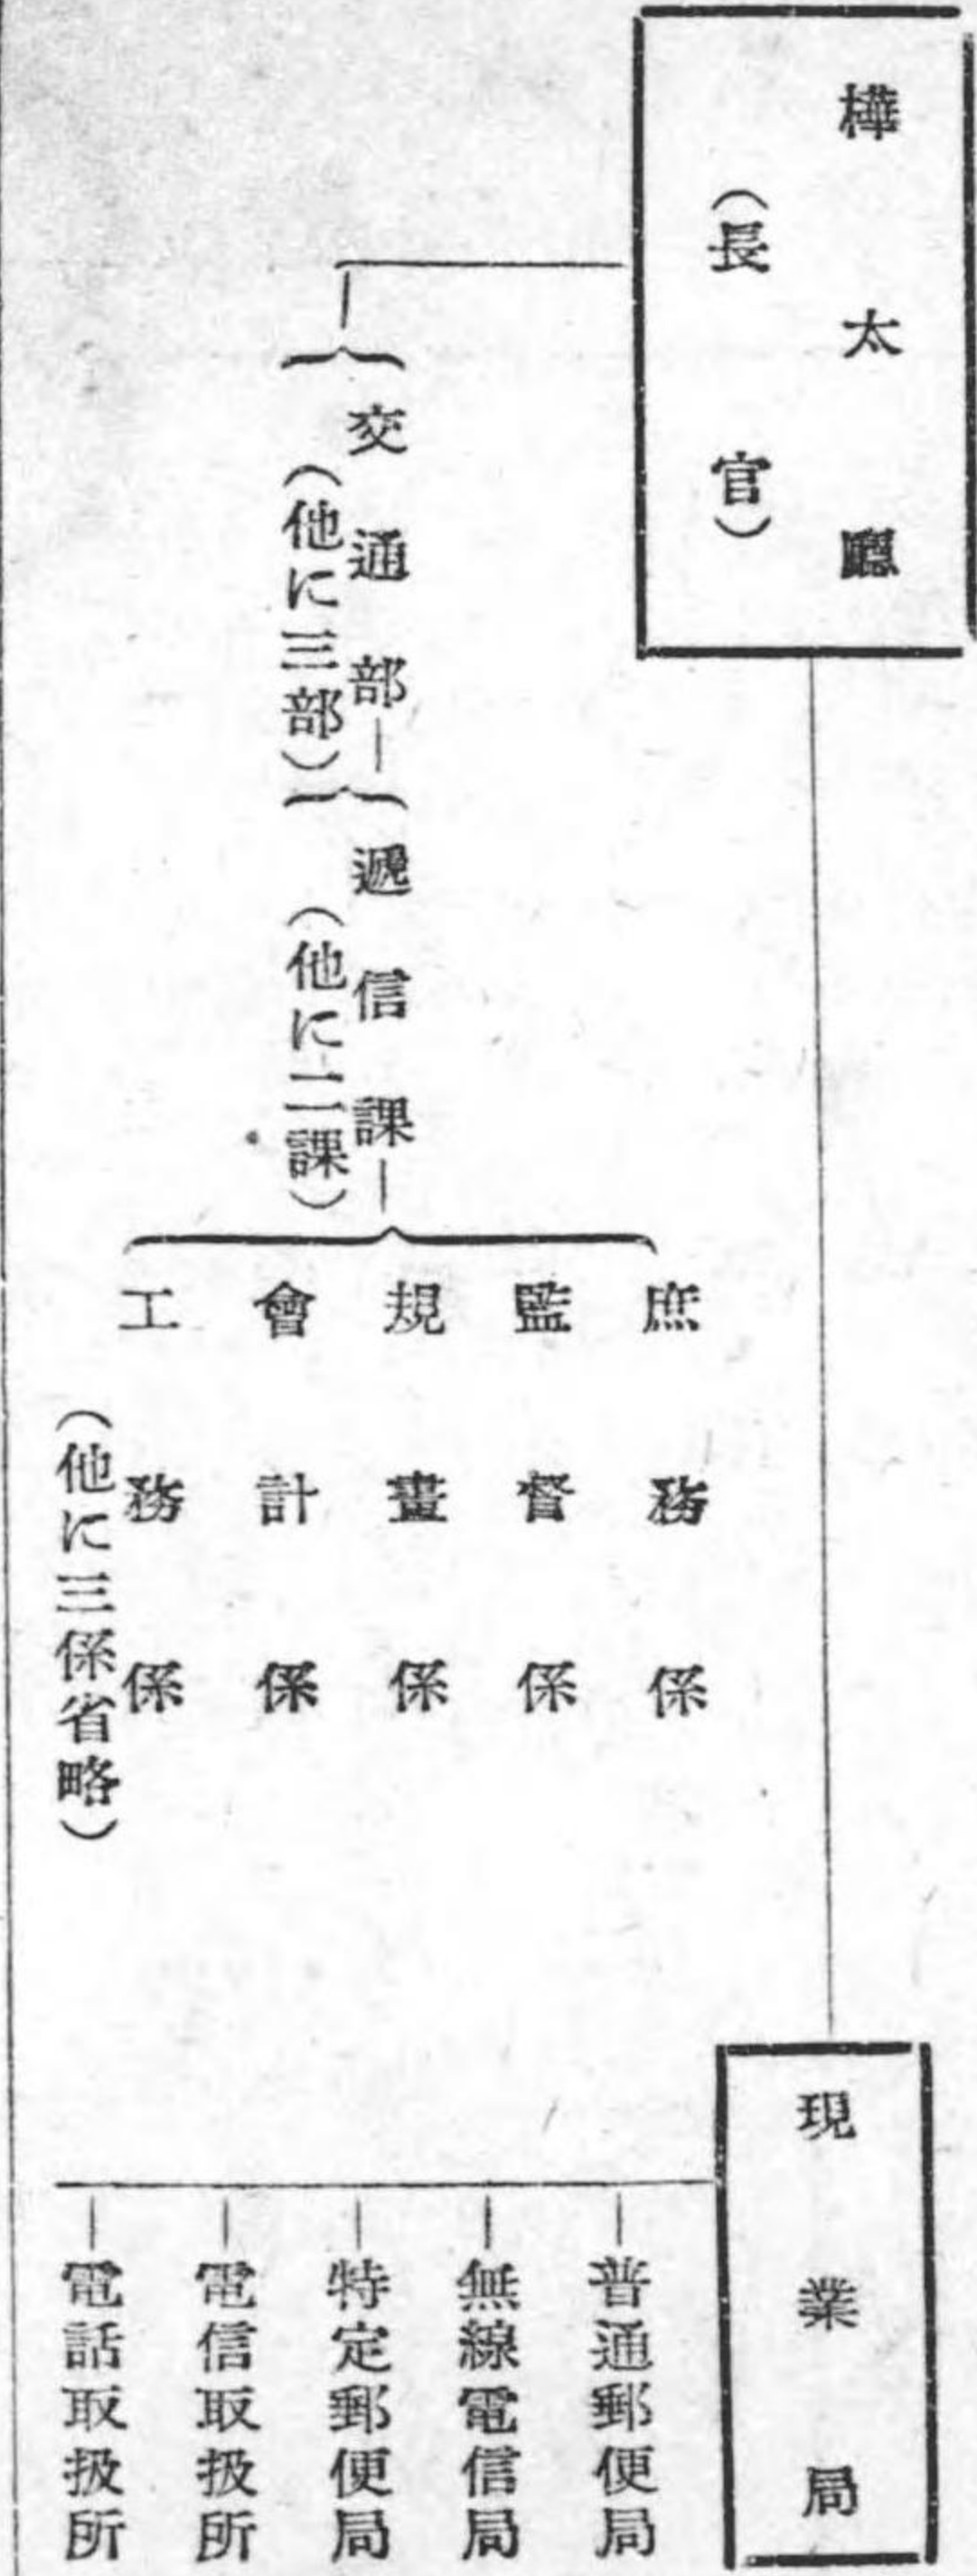 樺太廳
（長官）
交通部
（他に三部）
遞信課
（他に二課）
庶務係
監督係
規畫係
會計係
工務係
（他に三係省略）
現業局
普通郵便局
無線電信局
特定郵便局
電信取扱所
電話取扱所